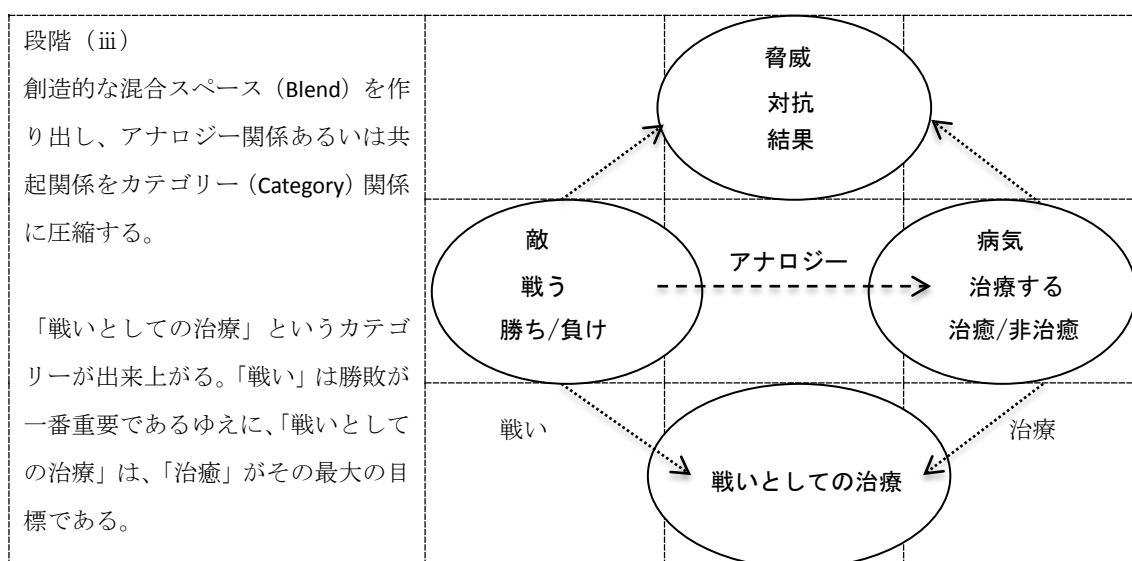 段階（ⅲ）
創造的な混合スペース（Blend）を作
り出し、アナロジー関係あるいは共
起関係をカテゴリー（Category）関係
に圧縮する。
「戦いとしての治療」というカテゴ
リーが出来上がる。「戦い」は勝敗が
一番重要であるゆえに、「戦いとして
の治療」は、「治癒」がその最大の目
標である。
脅威
対抗
結果
敵
戦う
勝ち/負け
アナロジー
病気
治療する
治癒/非治癒
戦い
治療
戦いとしての治療